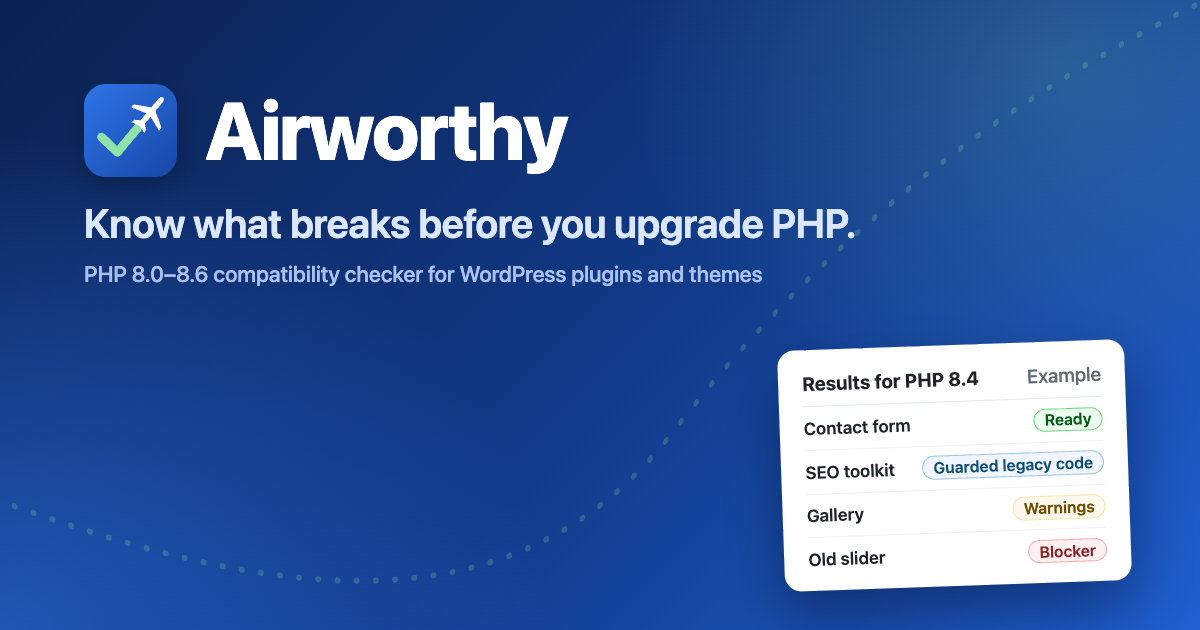 Airworthy
Know what breaks before you upgrade PHP.
PHP 8.0–8.6 compatibility checker for WordPress plugins and themes
Results for PHP 8.4 Example
Contact form Ready
SEO toolkit Guarded legacy code
Gallery Warnings
Old slider Blocker